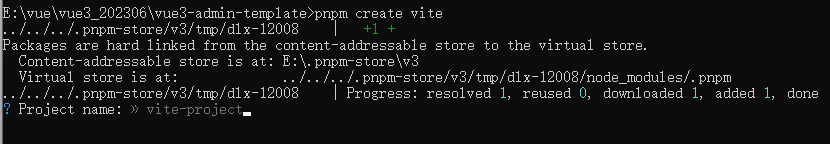 E:\vue\vue3_202306\vue3-admin-template>pnpm create vite
../../../.pnpm-store/v3/tmp/dlx-12008 | +1 +
Packages are hard linked from the content-addressable store to the virtual store.
Content-addressable store is at: E:\.pnpm-store\v3
Virtual store is at: ../../../.pnpm-store/v3/tmp/dlx-12008/node_modules/.pnpm
../../../.pnpm-store/v3/tmp/dlx-12008 | Progress: resolved 1, reused 0, downloaded 1, added 1, done
? Project name: » vite-project